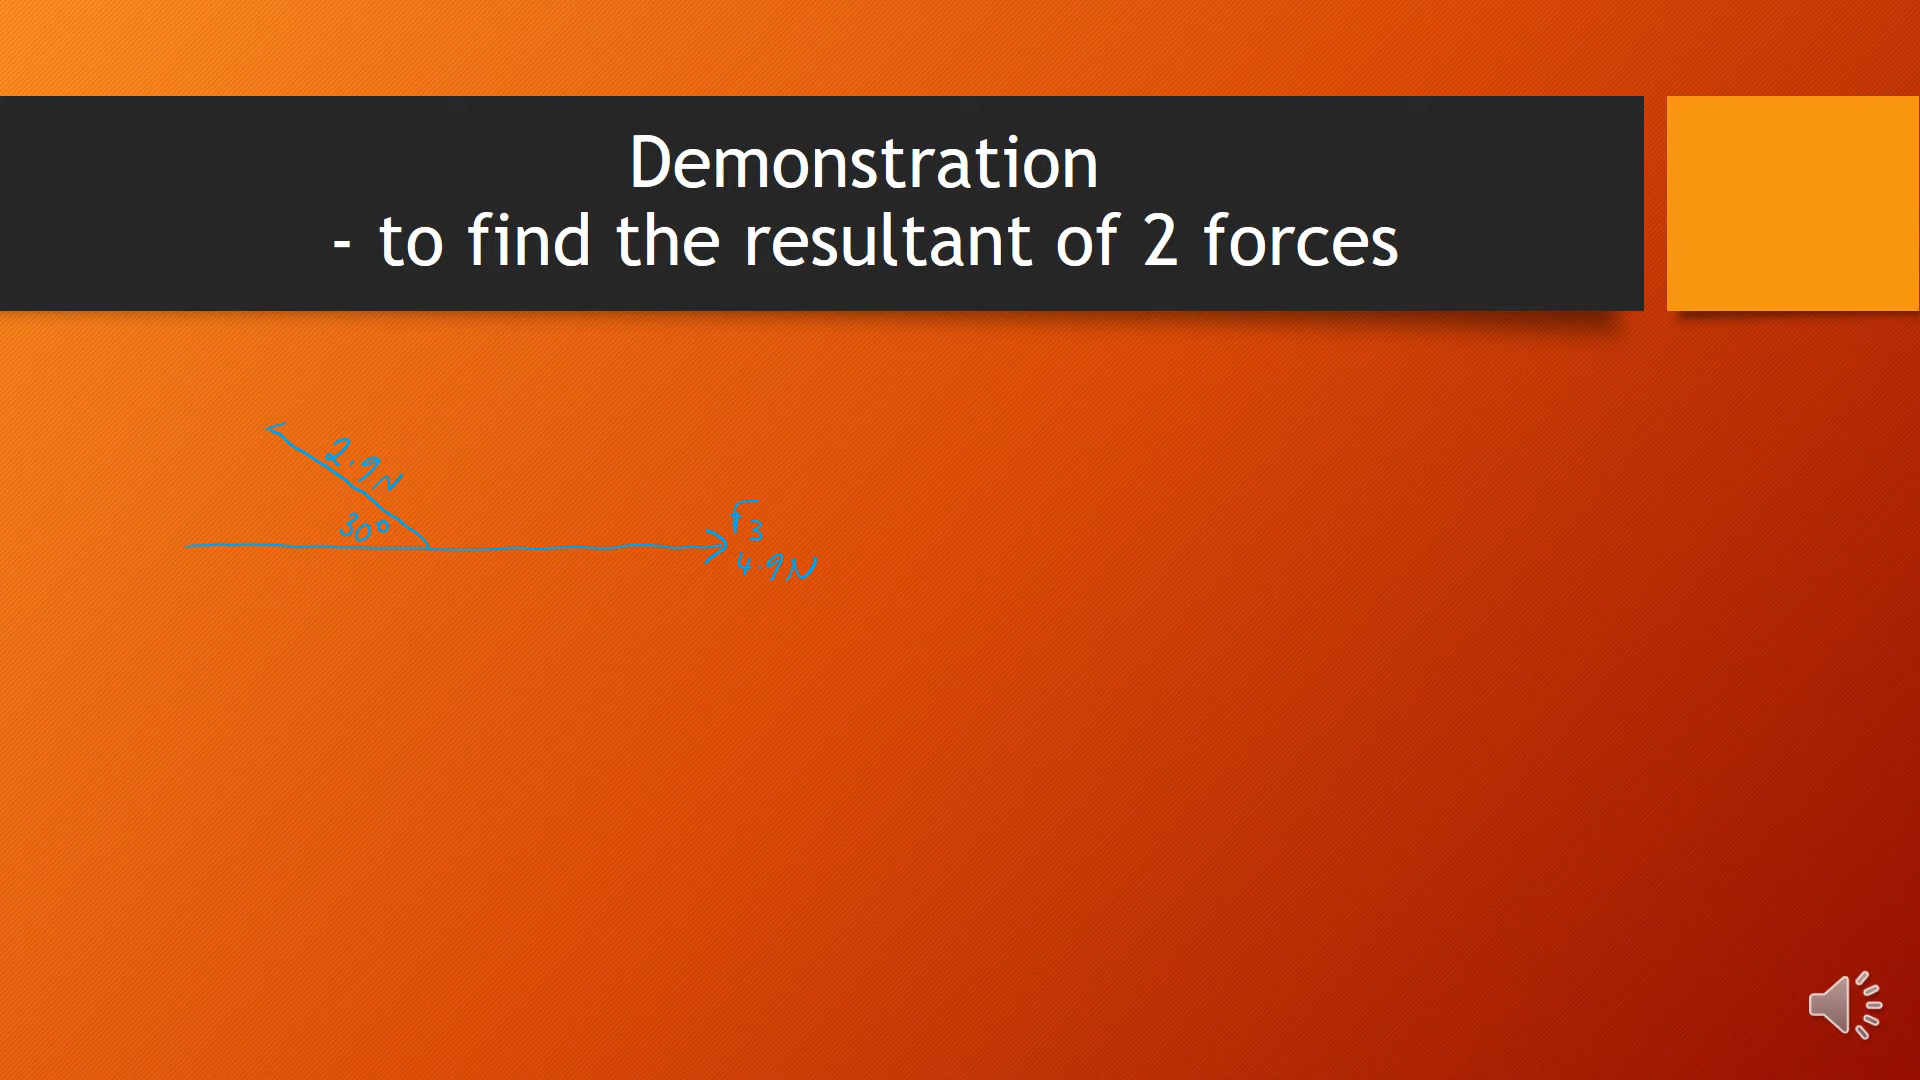 Demonstration
- to find the resultant of 2 forces
2.9N
30°
F3
4.9N